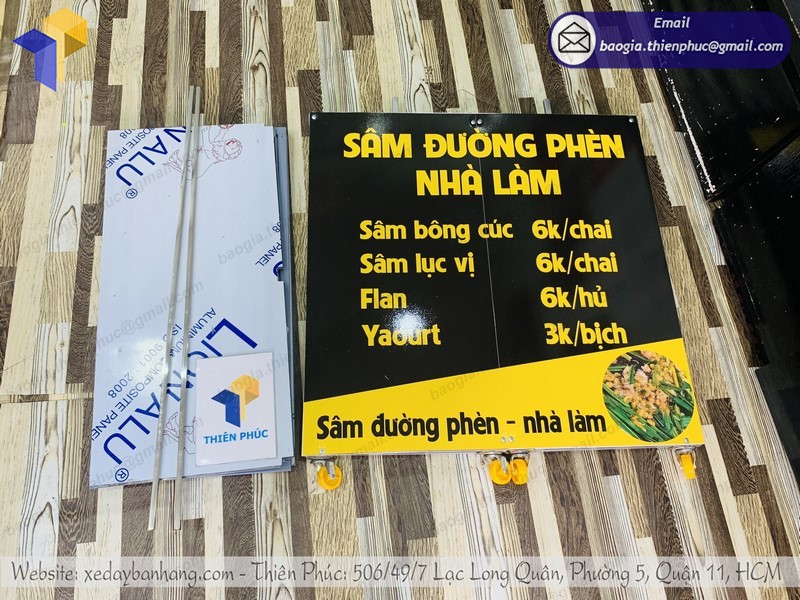 Email
baogia.thienphuc@gmail.com
SÂM ĐƯỜNG PHÈN
NHÀ LÀM
Sâm bông cúc 6k/chai
Sâm lục vị 6k/chai
Flan 6k/hủ
Yaourt 3k/bịch
Sâm đường phèn - nhà làm
LIONALU®
ALUMINIUM COMPOSITE PANEL
2008
THIÊN PHÚC
Website: xedaybanhang.com - Thiên Phúc: 506/49/7 Lạc Long Quân, Phường 5, Quận 11, HCM